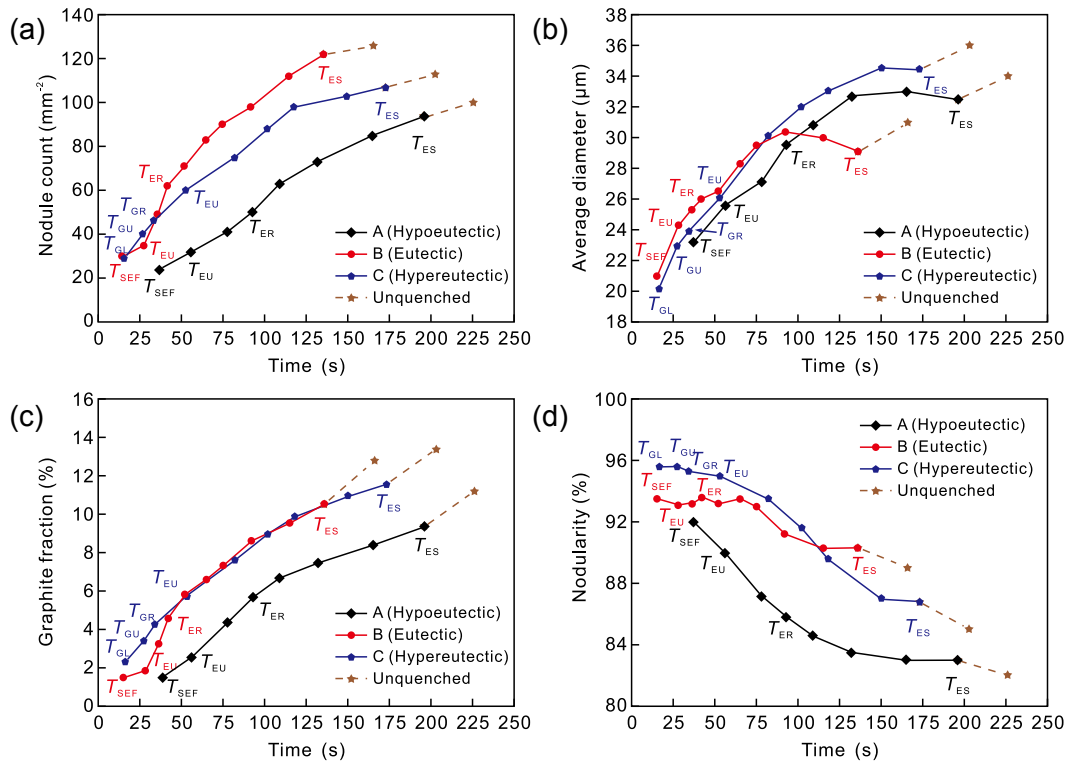 (a)
Nodule count (mm⁻²)
140
120
100
80
60
40
20
0
T_ES
T_ER
T_ES
T_GR
T_EU
T_GU
T_ES
T_GL
T_EU
T_ER
T_SEF
T_EU
T_SEF
A (Hypoeutectic)
B (Eutectic)
C (Hypereutectic)
Unquenched
0 25 50 75 100 125 150 175 200 225 250
Time (s)
(b)
Average diameter (μm)
38
36
34
32
30
28
26
24
22
20
18
T_ES
T_ES
T_ER
T_ES
T_EU
T_ER
T_EU
T_EU
T_SEF
T_GR
T_SEF
T_GU
T_GL
A (Hypoeutectic)
B (Eutectic)
C (Hypereutectic)
Unquenched
0 25 50 75 100 125 150 175 200 225 250
Time (s)
(c)
Graphite fraction (%)
16
14
12
10
8
6
4
2
0
T_ES
T_ES
T_ES
T_EU
T_GR
T_ER
T_ER
T_GU
T_GL
T_EU
T_EU
T_SEF
T_SEF
A (Hypoeutectic)
B (Eutectic)
C (Hypereutectic)
Unquenched
0 25 50 75 100 125 150 175 200 225 250
Time (s)
(d)
Nodularity (%)
100
96
92
88
84
80
T_GL
T_GU
T_GR
T_EU
T_SEF
T_ER
T_EU
T_SEF
T_EU
T_ES
T_ER
T_ES
T_ES
A (Hypoeutectic)
B (Eutectic)
C (Hypereutectic)
Unquenched
0 25 50 75 100 125 150 175 200 225 250
Time (s)